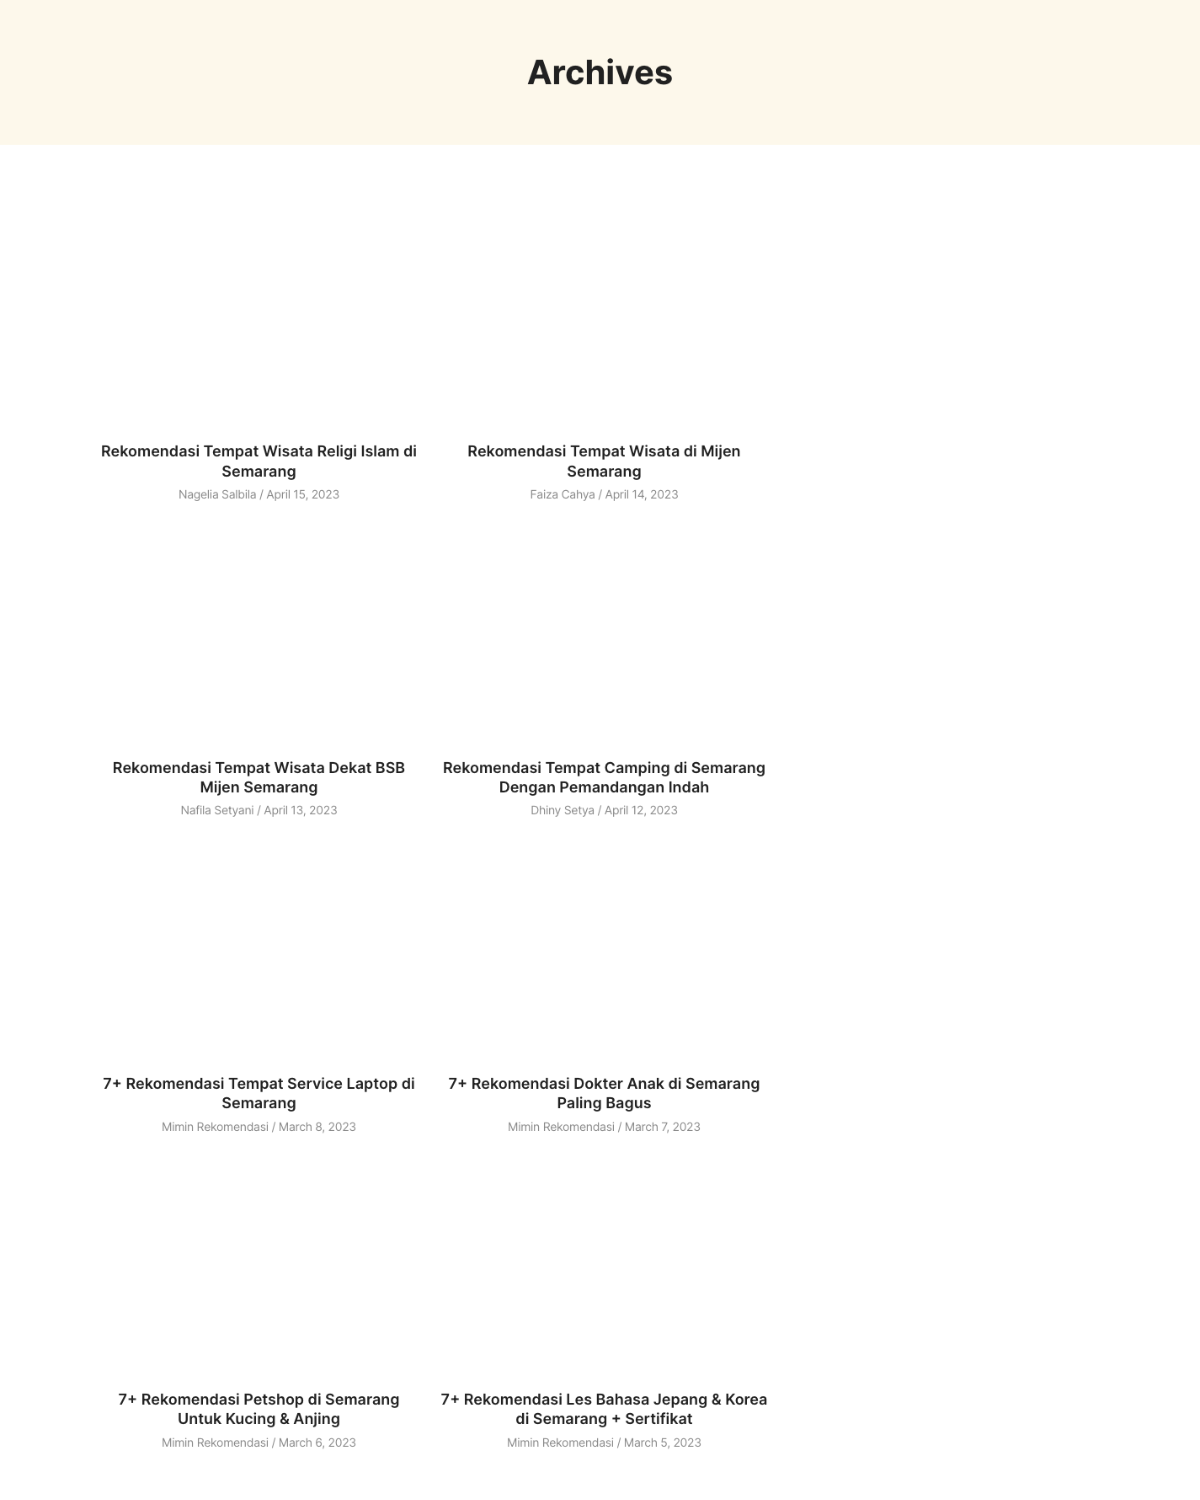 Archives
Rekomendasi Tempat Wisata Religi Islam di
Semarang
Nagelia Salbila / April 15, 2023
Rekomendasi Tempat Wisata di Mijen
Semarang
Faiza Cahya / April 14, 2023
Rekomendasi Tempat Wisata Dekat BSB
Mijen Semarang
Nafila Setyani / April 13, 2023
Rekomendasi Tempat Camping di Semarang
Dengan Pemandangan Indah
Dhiny Setya / April 12, 2023
7+ Rekomendasi Tempat Service Laptop di
Semarang
Mimin Rekomendasi / March 8, 2023
7+ Rekomendasi Dokter Anak di Semarang
Paling Bagus
Mimin Rekomendasi / March 7, 2023
7+ Rekomendasi Petshop di Semarang
Untuk Kucing & Anjing
Mimin Rekomendasi / March 6, 2023
7+ Rekomendasi Les Bahasa Jepang & Korea
di Semarang + Sertifikat
Mimin Rekomendasi / March 5, 2023